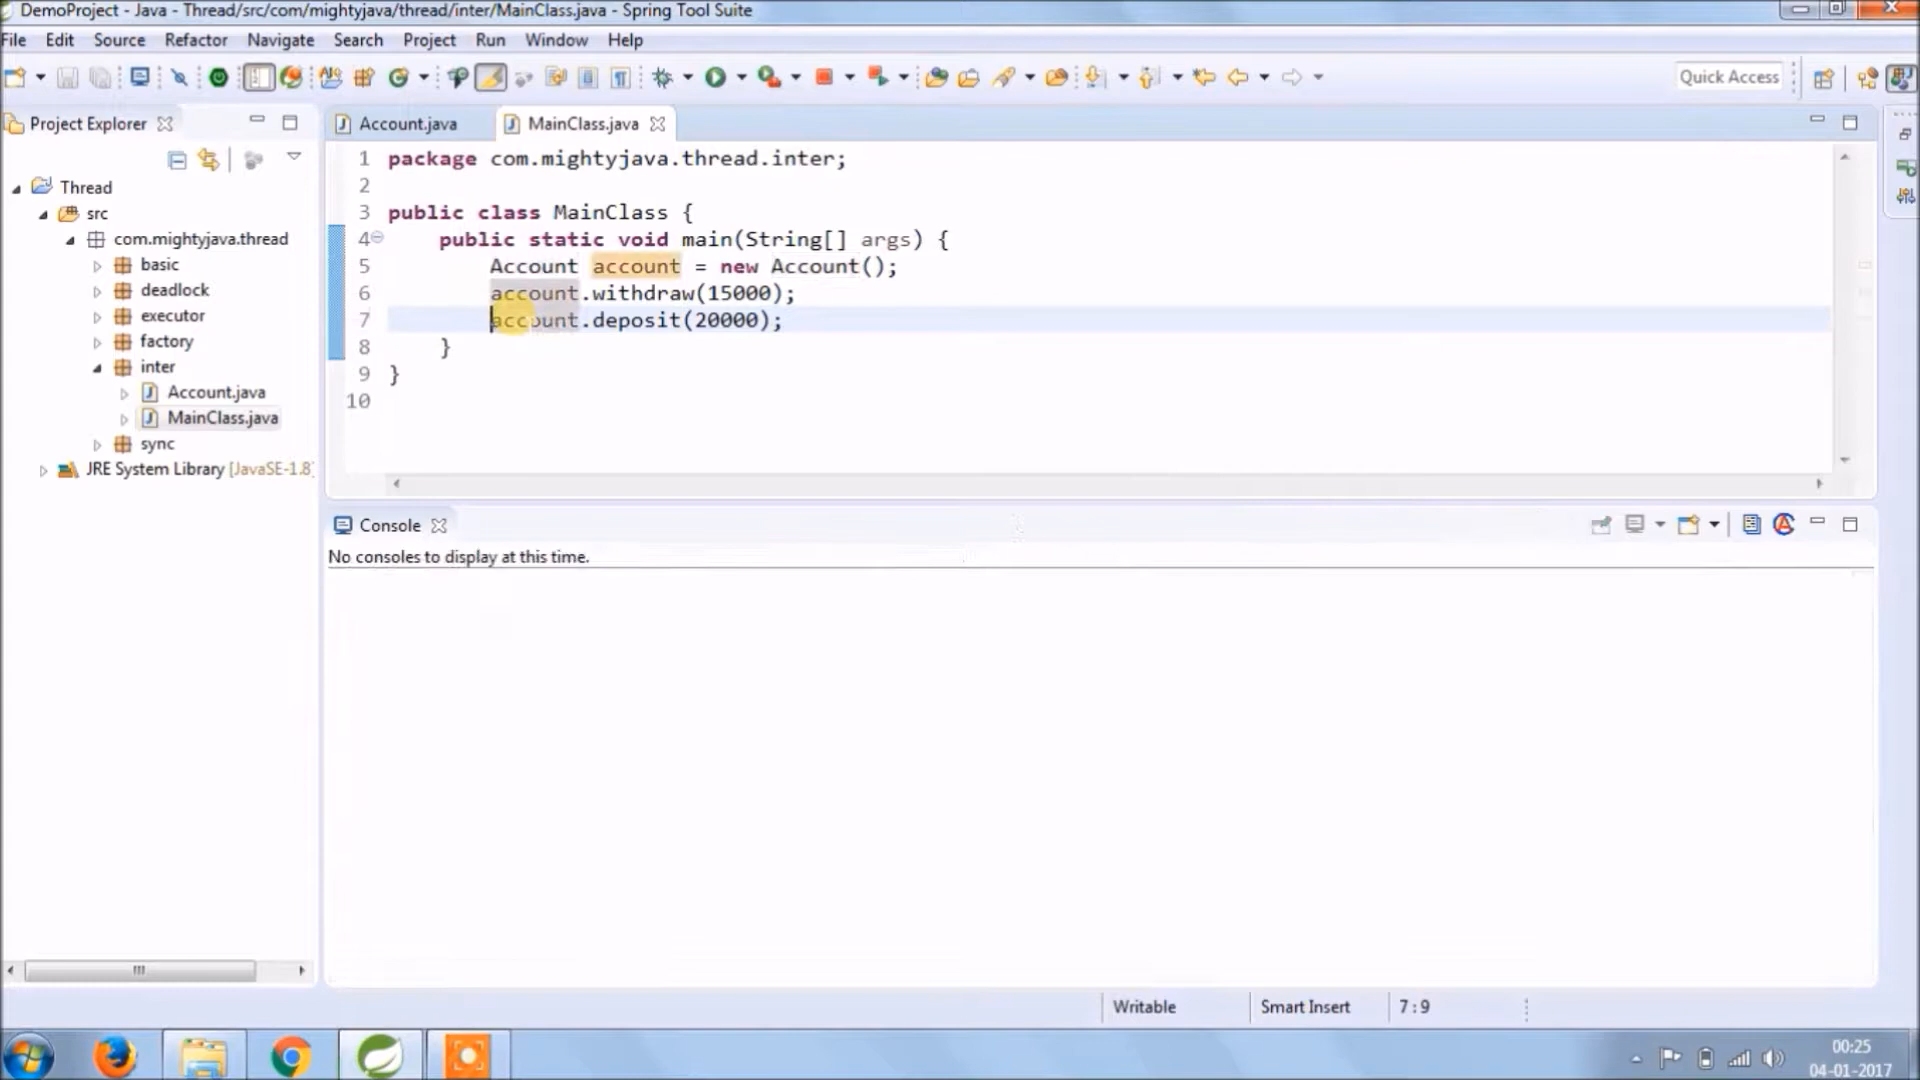 DemoProject - Java - Thread/src/com/mightyjava/thread/inter/MainClass.java - Spring Tool Suite
File Edit Source Refactor Navigate Search Project Run Window Help
Quick Access
Project Explorer
Account.java MainClass.java
Thread
src
com.mightyjava.thread
basic
deadlock
executor
factory
inter
Account.java
MainClass.java
sync
JRE System Library [JavaSE-1.8]
1 package com.mightyjava.thread.inter;
2
3 public class MainClass {
4 public static void main(String[] args) {
5 Account account = new Account();
6 account.withdraw(15000);
7 account.deposit(20000);
8 }
9 }
10
Console
No consoles to display at this time.
Writable Smart Insert 7 : 9
00:25
04-01-2017